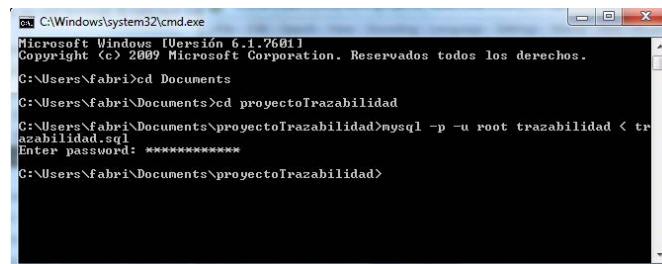 C:\Windows\system32\cmd.exe
Microsoft Windows [Versión 6.1.7601]
Copyright (c) 2009 Microsoft Corporation. Reservados todos los derechos.
C:\Users\fabri>cd Documents
C:\Users\fabri\Documents>cd proyectoTrazabilidad
C:\Users\fabri\Documents\proyectoTrazabilidad>mysql -p -u root trazabilidad < tr
azabilidad.sql
Enter password: ************
C:\Users\fabri\Documents\proyectoTrazabilidad>